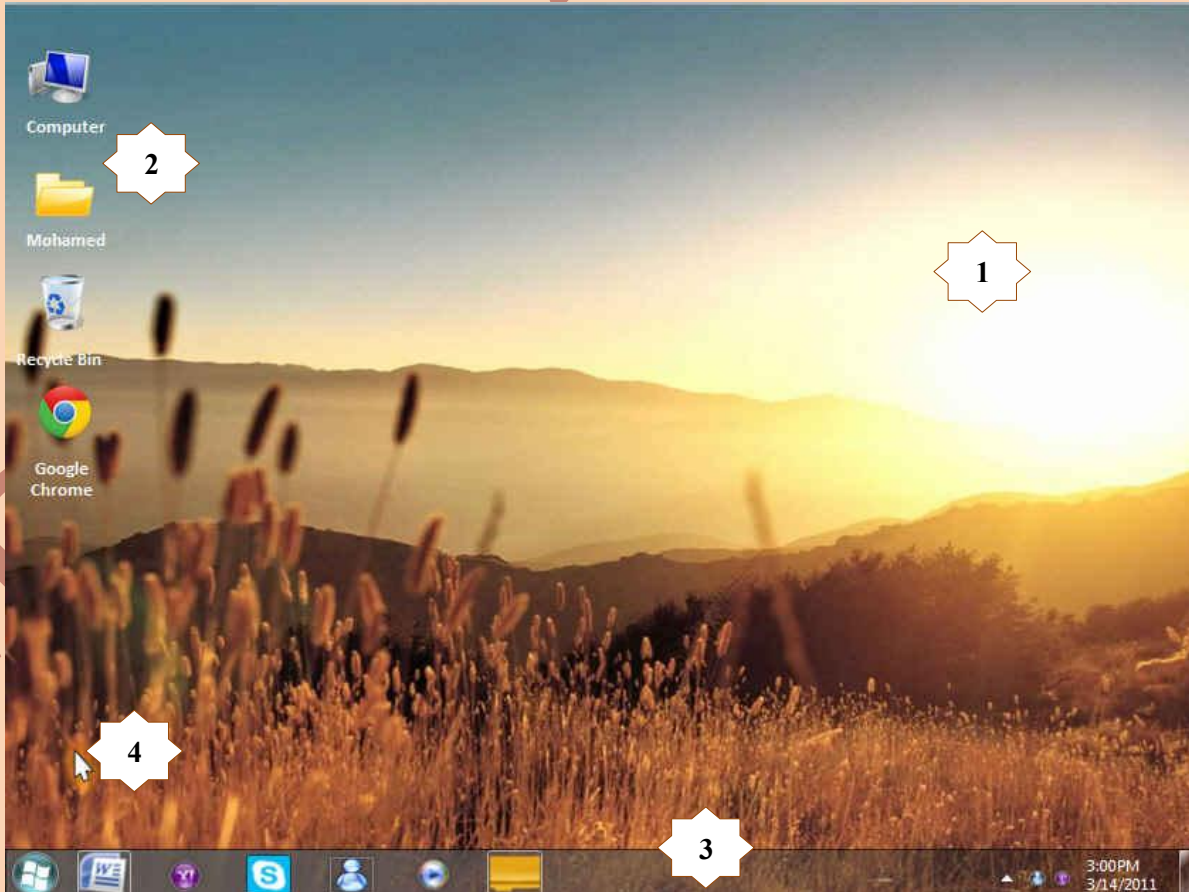 Computer
2
Mohamed
1
Recycle Bin
Google
Chrome
4
3
W
Y!
S
3:00PM
3/14/2011